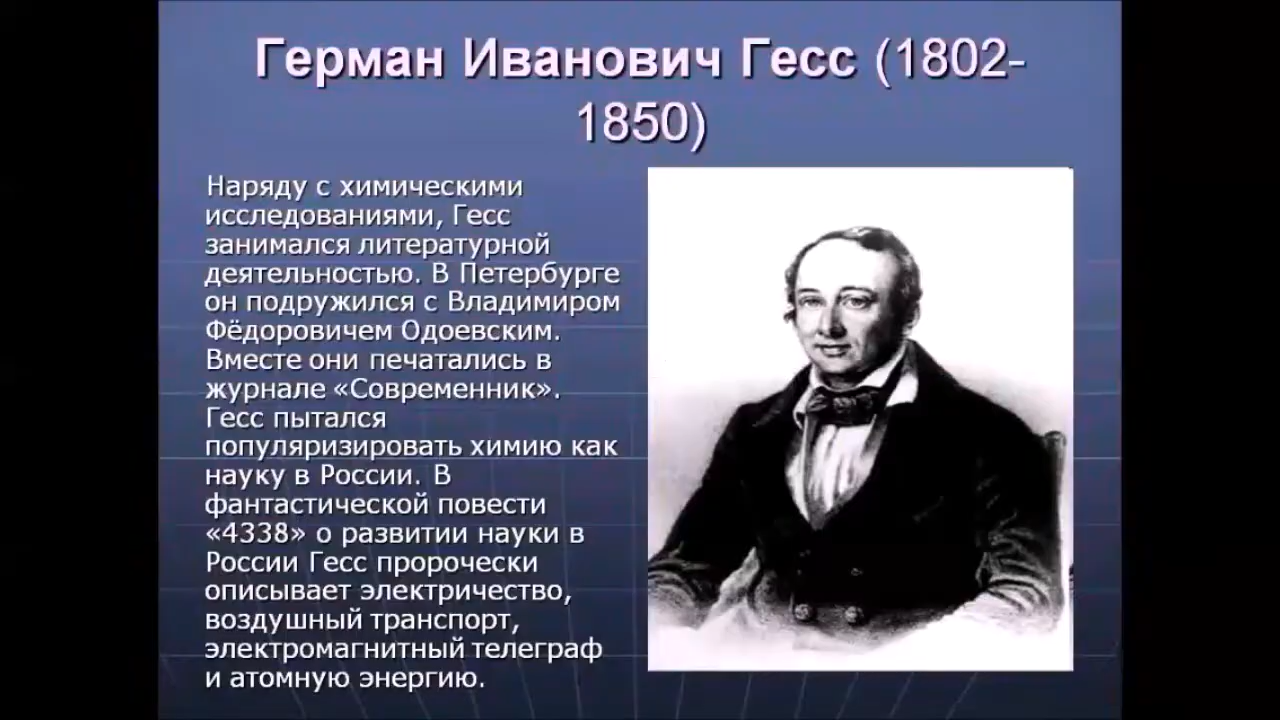 Герман Иванович Гесс (1802-
1850)
Наряду с химическими
исследованиями, Гесс
занимался литературной
деятельностью. В Петербурге
он подружился с Владимиром
Фёдоровичем Одоевским.
Вместе они печатались в
журнале «Современник».
Гесс пытался
популяризировать химию как
науку в России. В
фантастической повести
«4338» о развитии науки в
России Гесс пророчески
описывает электричество,
воздушный транспорт,
электромагнитный телеграф
и атомную энергию.